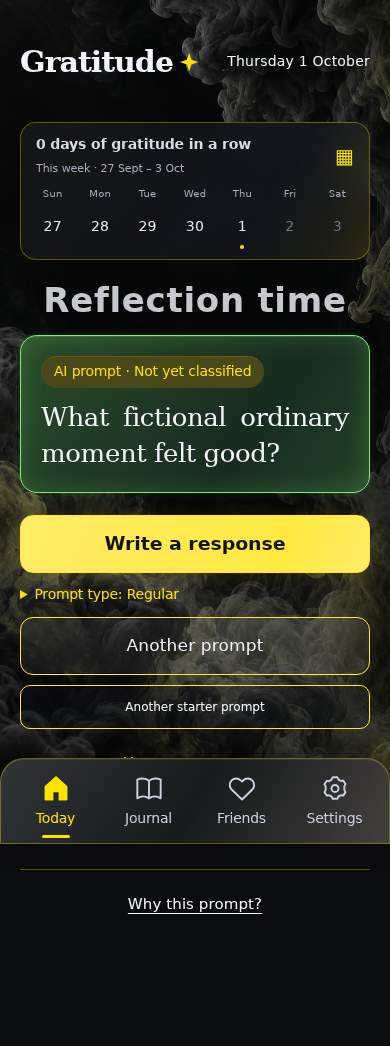 Gratitude
Thursday 1 October
0 days of gratitude in a row
This week · 27 Sept – 3 Oct
Sun Mon Tue Wed Thu Fri Sat
27 28 29 30 1 2 3
Reflection time
AI prompt · Not yet classified
What fictional ordinary
moment felt good?
Write a response
Prompt type: Regular
Another prompt
Another starter prompt
Today Journal Friends Settings
Why this prompt?